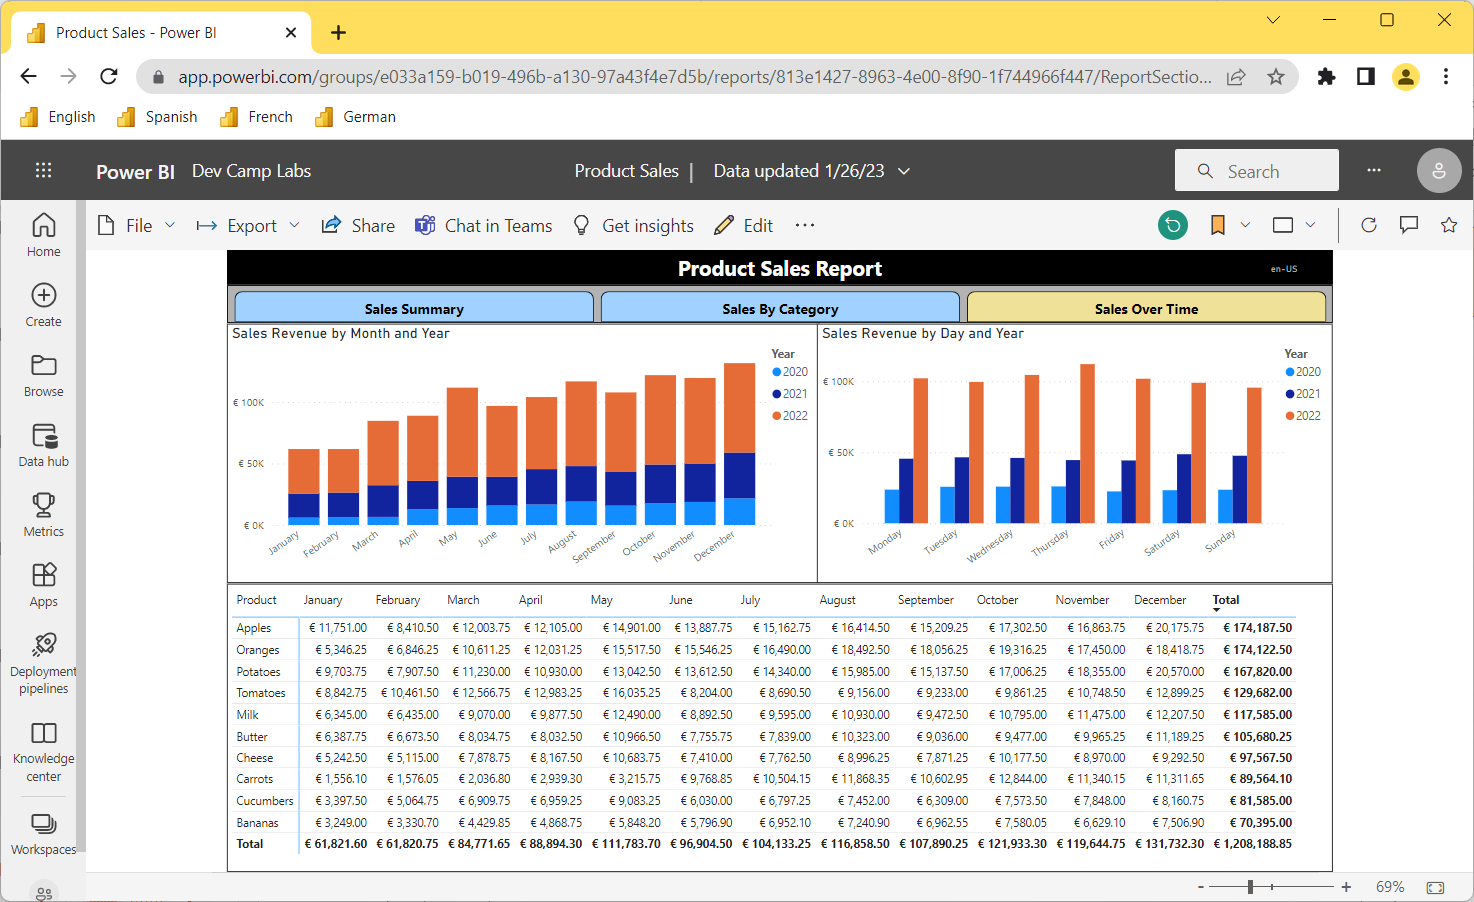 Product Sales - Power BI
app.powerbi.com/groups/e033a159-b019-496b-a130-97a43f4e7d5b/reports/813e1427-8963-4e00-8f90-1f744966f447/ReportSectio...
English Spanish French German
Power BI Dev Camp Labs Product Sales | Data updated 1/26/23 Search
File Export Share Chat in Teams Get insights Edit
Home
Create
Browse
Data hub
Metrics
Apps
Deployment
pipelines
Knowledge
center
Workspaces
Product Sales Report
en-US
Sales Summary Sales By Category Sales Over Time
Sales Revenue by Month and Year
Year
2020
2021
2022
€ 100K
€ 50K
€ 0K
January February March April May June July August September October November December
Sales Revenue by Day and Year
Year
2020
2021
2022
€ 100K
€ 50K
€ 0K
Monday Tuesday Wednesday Thursday Friday Saturday Sunday
Product January February March April May June July August September October November December Total
Apples € 11,751.00 € 8,410.50 € 12,003.75 € 12,105.00 € 14,901.00 € 13,887.75 € 15,162.75 € 16,414.50 € 15,209.25 € 17,302.50 € 16,863.75 € 20,175.75 € 174,187.50
Oranges € 5,346.25 € 6,846.25 € 10,611.25 € 12,031.25 € 15,517.50 € 15,546.25 € 16,490.00 € 18,492.50 € 18,056.25 € 19,316.25 € 17,450.00 € 18,418.75 € 174,122.50
Potatoes € 9,703.75 € 7,907.50 € 11,230.00 € 10,930.00 € 13,042.50 € 13,612.50 € 14,340.00 € 15,985.00 € 15,137.50 € 17,006.25 € 18,355.00 € 20,570.00 € 167,820.00
Tomatoes € 8,842.75 € 10,461.50 € 12,566.75 € 12,983.25 € 16,035.25 € 8,204.00 € 8,690.50 € 9,156.00 € 9,233.00 € 9,861.25 € 10,748.50 € 12,899.25 € 129,682.00
Milk € 6,345.00 € 6,435.00 € 9,070.00 € 9,877.50 € 12,490.00 € 8,892.50 € 9,595.00 € 10,930.00 € 9,472.50 € 10,795.00 € 11,475.00 € 12,207.50 € 117,585.00
Butter € 6,387.75 € 6,673.50 € 8,034.75 € 8,032.50 € 10,966.50 € 7,755.75 € 7,839.00 € 10,323.00 € 9,036.00 € 9,477.00 € 9,965.25 € 11,189.25 € 105,680.25
Cheese € 5,242.50 € 5,115.00 € 7,878.75 € 8,167.50 € 10,683.75 € 7,410.00 € 7,762.50 € 8,996.25 € 7,871.25 € 10,177.50 € 8,970.00 € 9,292.50 € 97,567.50
Carrots € 1,556.10 € 1,576.05 € 2,036.80 € 2,939.30 € 3,215.75 € 9,768.85 € 10,504.15 € 11,868.35 € 10,602.95 € 12,844.00 € 11,340.15 € 11,311.65 € 89,564.10
Cucumbers € 3,397.50 € 5,064.75 € 6,909.75 € 6,959.25 € 9,083.25 € 6,030.00 € 6,797.25 € 7,452.00 € 6,309.00 € 7,573.50 € 7,848.00 € 8,160.75 € 81,585.00
Bananas € 3,249.00 € 3,330.70 € 4,429.85 € 4,868.75 € 5,848.20 € 5,796.90 € 6,952.10 € 7,240.90 € 6,962.55 € 7,580.05 € 6,629.10 € 7,506.90 € 70,395.00
Total € 61,821.60 € 61,820.75 € 84,771.65 € 88,894.30 € 111,783.70 € 96,904.50 € 104,133.25 € 116,858.50 € 107,890.25 € 121,933.30 € 119,644.75 € 131,732.30 € 1,208,188.85
- + 69%